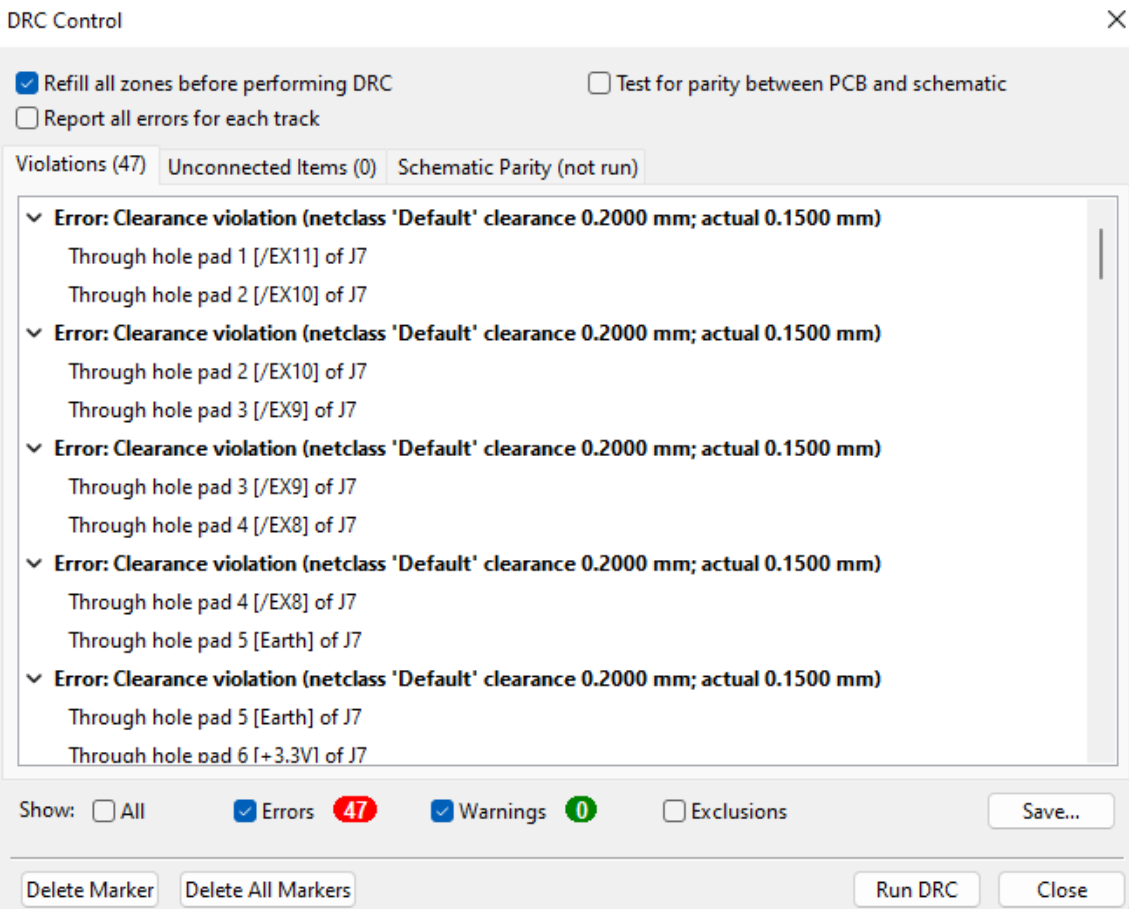 DRC Control
Refill all zones before performing DRC
Test for parity between PCB and schematic
Report all errors for each track
Violations (47) Unconnected Items (0) Schematic Parity (not run)
Error: Clearance violation (netclass 'Default' clearance 0.2000 mm; actual 0.1500 mm)
Through hole pad 1 [/EX11] of J7
Through hole pad 2 [/EX10] of J7
Error: Clearance violation (netclass 'Default' clearance 0.2000 mm; actual 0.1500 mm)
Through hole pad 2 [/EX10] of J7
Through hole pad 3 [/EX9] of J7
Error: Clearance violation (netclass 'Default' clearance 0.2000 mm; actual 0.1500 mm)
Through hole pad 3 [/EX9] of J7
Through hole pad 4 [/EX8] of J7
Error: Clearance violation (netclass 'Default' clearance 0.2000 mm; actual 0.1500 mm)
Through hole pad 4 [/EX8] of J7
Through hole pad 5 [Earth] of J7
Error: Clearance violation (netclass 'Default' clearance 0.2000 mm; actual 0.1500 mm)
Through hole pad 5 [Earth] of J7
Through hole pad 6 [+3.3V] of J7
Show: All Errors 47 Warnings 0 Exclusions Save...
Delete Marker Delete All Markers Run DRC Close